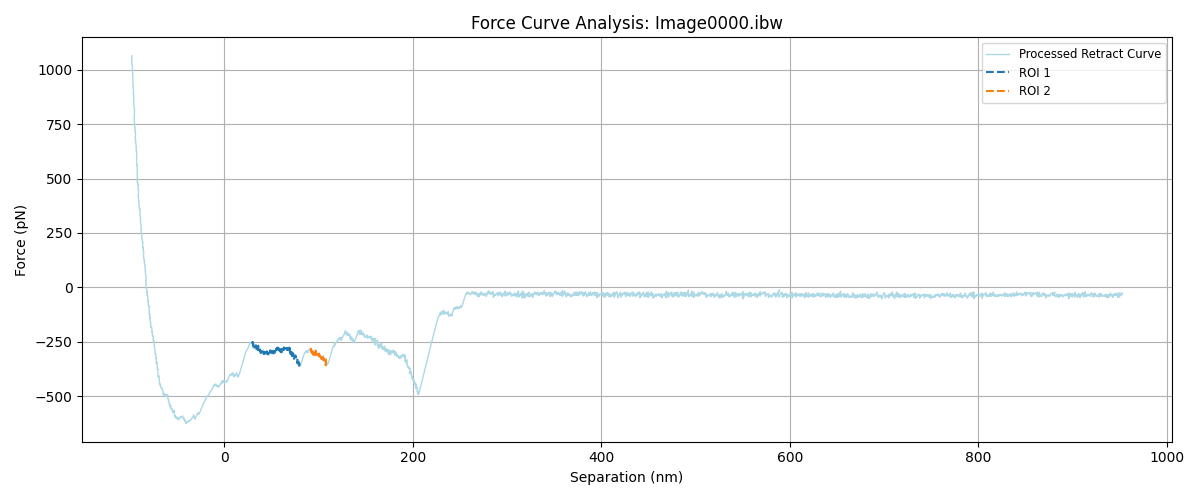 Force Curve Analysis: Image0000.ibw
Processed Retract Curve
ROI 1
ROI 2
Force (pN)
1000
750
500
250
0
−250
−500
0 200 400 600 800 1000
Separation (nm)